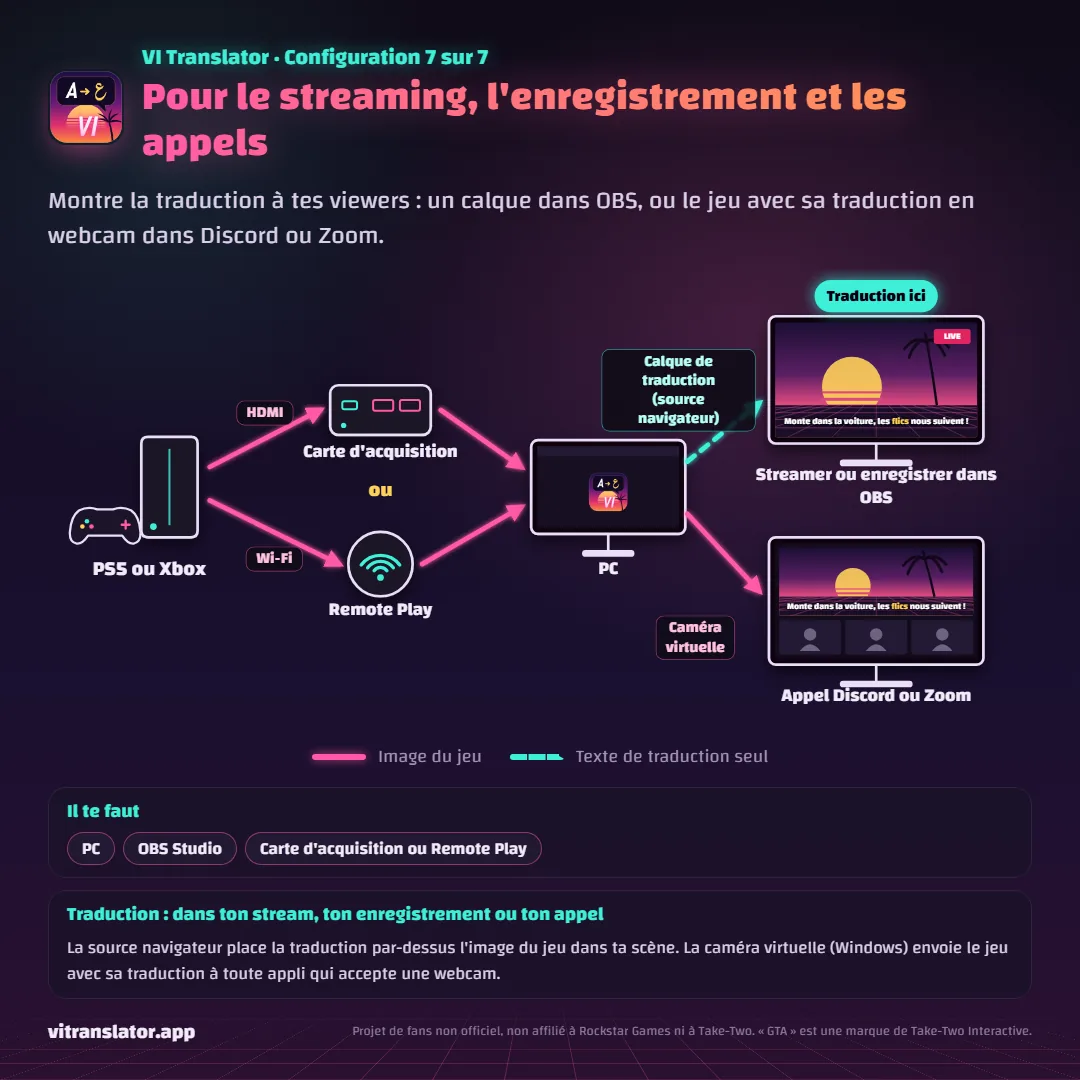 VI Translator · Configuration 7 sur 7
A→ع
VI
Pour le streaming, l'enregistrement et les
appels
Montre la traduction à tes viewers : un calque dans OBS, ou le jeu avec sa traduction en
webcam dans Discord ou Zoom.
Traduction ici
LIVE
Monte dans la voiture, les flics nous suivent !
Streamer ou enregistrer dans
OBS
Calque de
traduction
(source
navigateur)
HDMI
Carte d'acquisition
ou
Wi-Fi
Remote Play
PS5 ou Xbox
A→ع
VI
PC
Caméra
virtuelle
Monte dans la voiture, les flics nous suivent !
Appel Discord ou Zoom
Image du jeu
Texte de traduction seul
Il te faut
PC
OBS Studio
Carte d'acquisition ou Remote Play
Traduction : dans ton stream, ton enregistrement ou ton appel
La source navigateur place la traduction par-dessus l'image du jeu dans ta scène. La caméra virtuelle (Windows) envoie le jeu
avec sa traduction à toute appli qui accepte une webcam.
vitranslator.app
Projet de fans non officiel, non affilié à Rockstar Games ni à Take-Two. « GTA » est une marque de Take-Two Interactive.